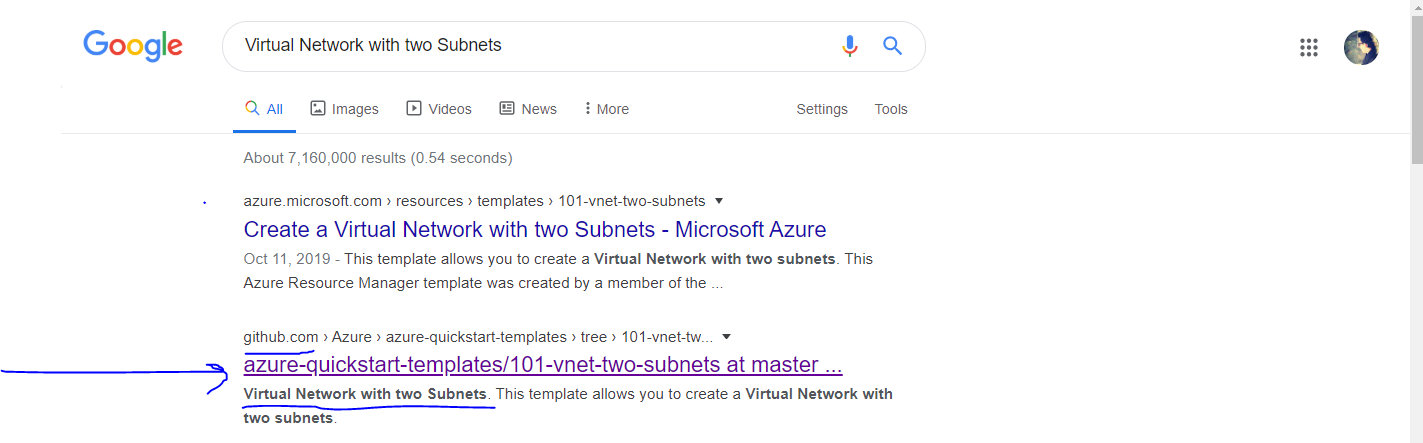 Google
Virtual Network with two Subnets
All Images Videos News More Settings Tools
About 7,160,000 results (0.54 seconds)
azure.microsoft.com › resources › templates › 101-vnet-two-subnets
Create a Virtual Network with two Subnets - Microsoft Azure
Oct 11, 2019 - This template allows you to create a Virtual Network with two subnets. This
Azure Resource Manager template was created by a member of the ...
github.com › Azure › azure-quickstart-templates › tree › 101-vnet-tw...
azure-quickstart-templates/101-vnet-two-subnets at master ...
Virtual Network with two Subnets. This template allows you to create a Virtual Network with
two subnets.